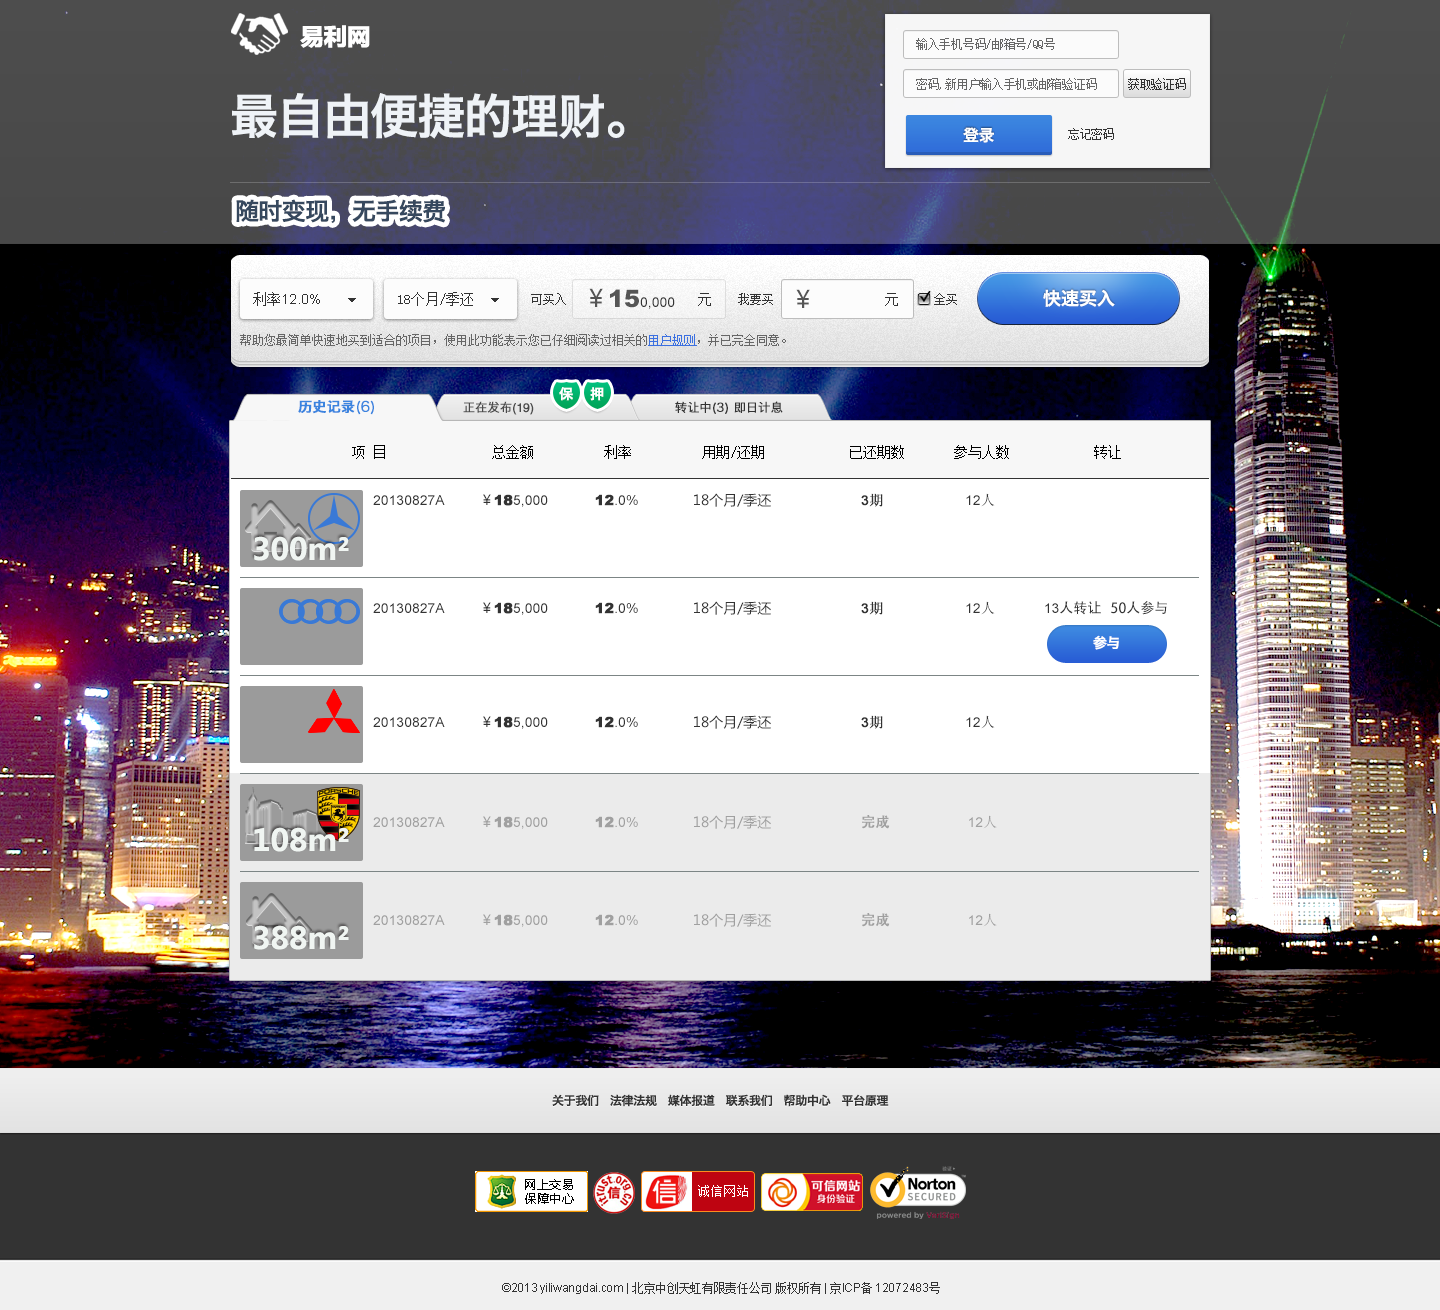 易利网
输入手机号码/邮箱号/QQ号
密码, 新用户输入手机或邮箱验证码 获取验证码
最自由便捷的理财。
登录 忘记密码
随时变现，无手续费
利率12.0% 18个月/季还 可买入 ¥150,000 元 我要买 ¥ 元 全买 快速买入
帮助您最简单快速地买到适合的项目，使用此功能表示您已仔细阅读过相关的用户规则，并已完全同意。
历史记录(6) 正在发布(19) 保 押 转让中(3) 即日计息
项 目 总金额 利率 用期/还期 已还期数 参与人数 转让
300m² 20130827A ¥185,000 12.0% 18个月/季还 3期 12人
20130827A ¥185,000 12.0% 18个月/季还 3期 12人 13人转让 50人参与
参与
20130827A ¥185,000 12.0% 18个月/季还 3期 12人
PORSCHE
108m² 20130827A ¥185,000 12.0% 18个月/季还 完成 12人
388m² 20130827A ¥185,000 12.0% 18个月/季还 完成 12人
关于我们 法律法规 媒体报道 联系我们 帮助中心 平台原理
网上交易
保障中心
itrust.org.cn
信
信 诚信网站
可信网站
身份验证
Norton
SECURED
powered by VeriSign
©2013 yiliwangdai.com | 北京中创天虹有限责任公司 版权所有 | 京ICP备 12072483号